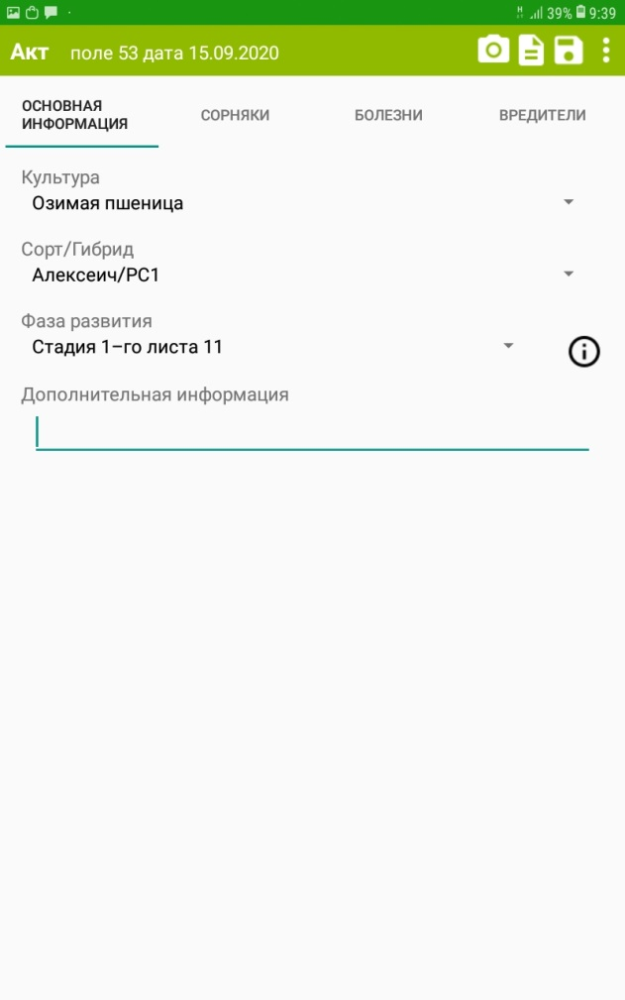 39% 9:39
Акт поле 53 дата 15.09.2020
ОСНОВНАЯ
ИНФОРМАЦИЯ
СОРНЯКИ
БОЛЕЗНИ
ВРЕДИТЕЛИ
Культура
Озимая пшеница
Сорт/Гибрид
Алексеич/РС1
Фаза развития
Стадия 1–го листа 11
Дополнительная информация